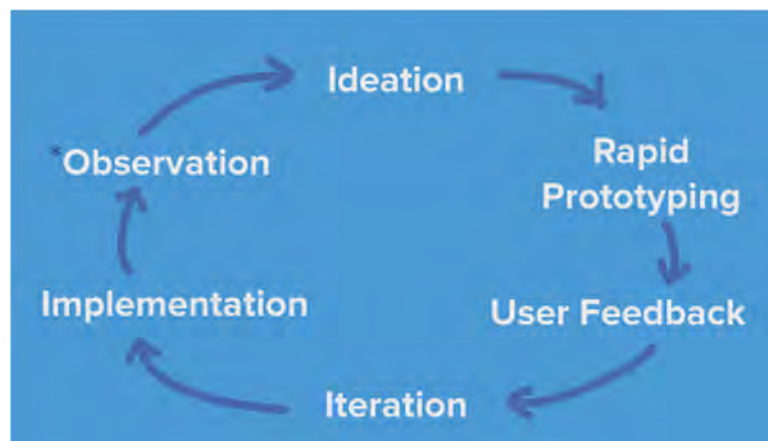 Ideation
Rapid
Prototyping
User Feedback
Iteration
Implementation
*Observation